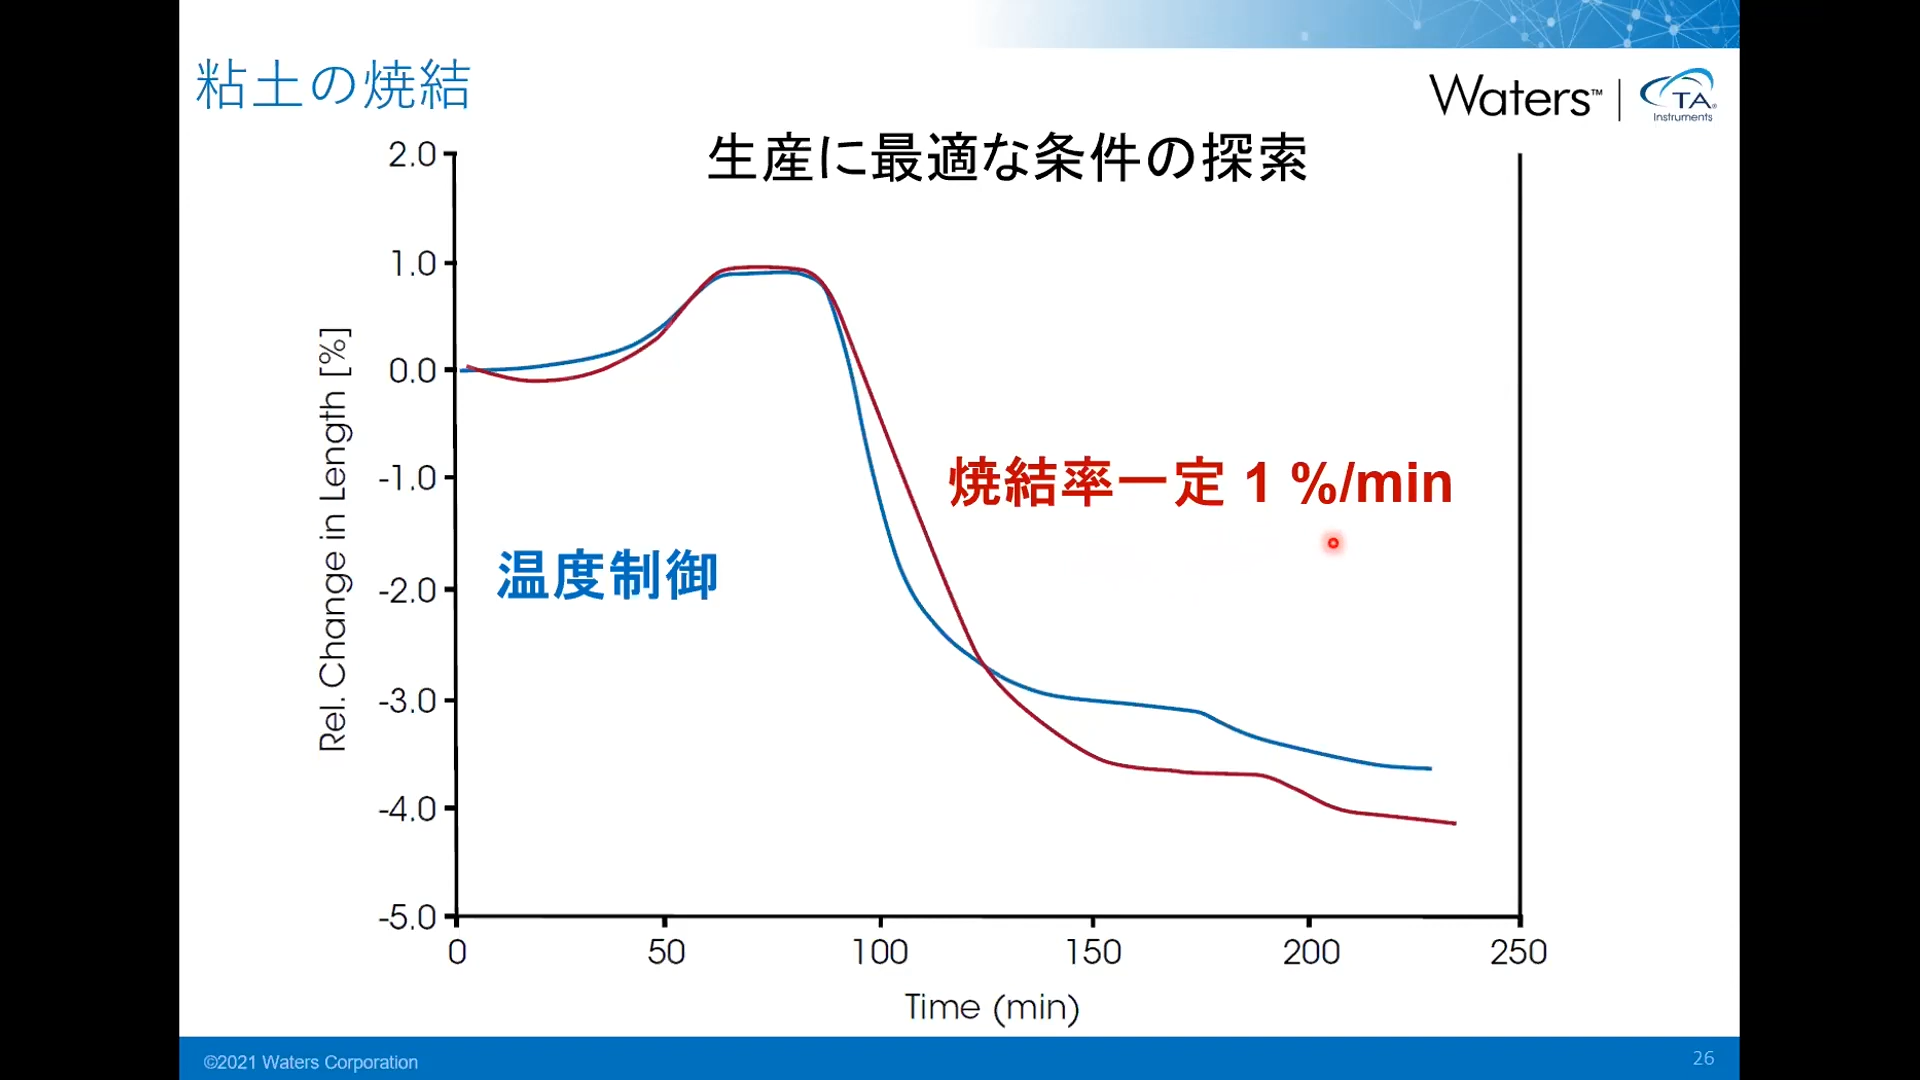 粘土の焼結
Waters™
TA
Instruments
生産に最適な条件の探索
2.0
1.0
0.0
-1.0
-2.0
-3.0
-4.0
-5.0
Rel. Change in Length [%]
焼結率一定 1 %/min
温度制御
0 50 100 150 200 250
Time (min)
©2021 Waters Corporation
26